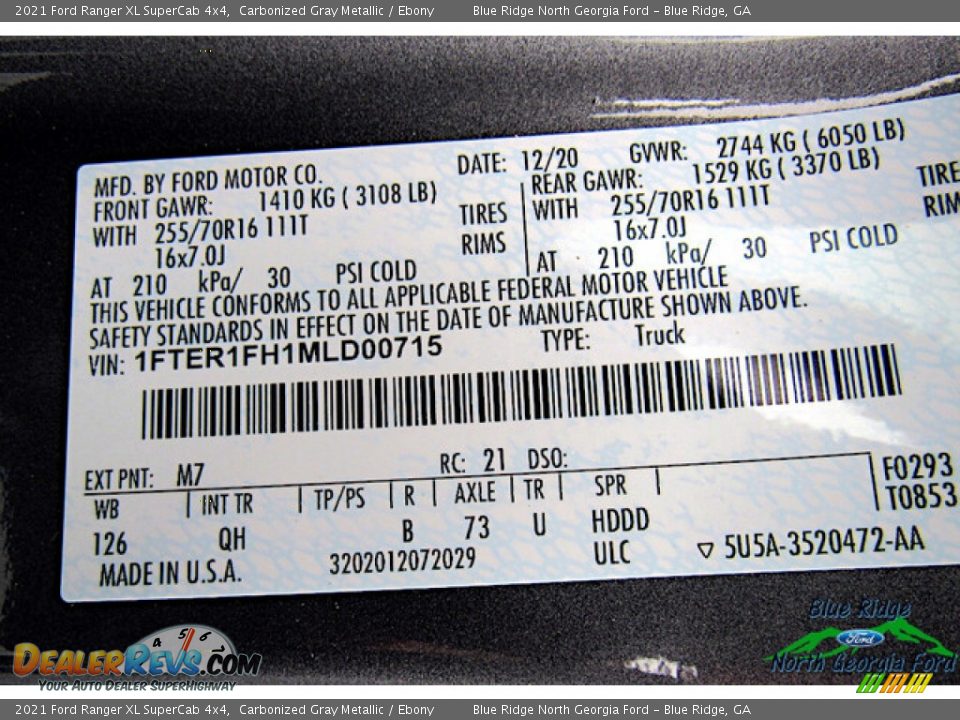 2021 Ford Ranger XL SuperCab 4x4, Carbonized Gray Metallic / Ebony Blue Ridge North Georgia Ford - Blue Ridge, GA
MFD. BY FORD MOTOR CO. DATE: 12/20 GVWR: 2744 KG ( 6050 LB)
FRONT GAWR: 1410 KG ( 3108 LB) REAR GAWR: 1529 KG ( 3370 LB)
WITH 255/70R16 111T TIRES WITH 255/70R16 111T TIRE
16x7.0J RIMS 16x7.0J RIM
AT 210 kPa/ 30 PSI COLD AT 210 kPa/ 30 PSI COLD
THIS VEHICLE CONFORMS TO ALL APPLICABLE FEDERAL MOTOR VEHICLE
SAFETY STANDARDS IN EFFECT ON THE DATE OF MANUFACTURE SHOWN ABOVE.
VIN: 1FTER1FH1MLD00715 TYPE: Truck
EXT PNT: M7 RC: 21 DSO: F0293
WB INT TR TP/PS R AXLE TR SPR T0853
126 QH B 73 U HDDD
MADE IN U.S.A. 3202012072029 ULC ▽ 5U5A-3520472-AA
4 5 6
DEALERREVS.COM
YOUR AUTO DEALER SUPERHIGHWAY
Blue Ridge
Ford
North Georgia Ford
2021 Ford Ranger XL SuperCab 4x4, Carbonized Gray Metallic / Ebony Blue Ridge North Georgia Ford - Blue Ridge, GA